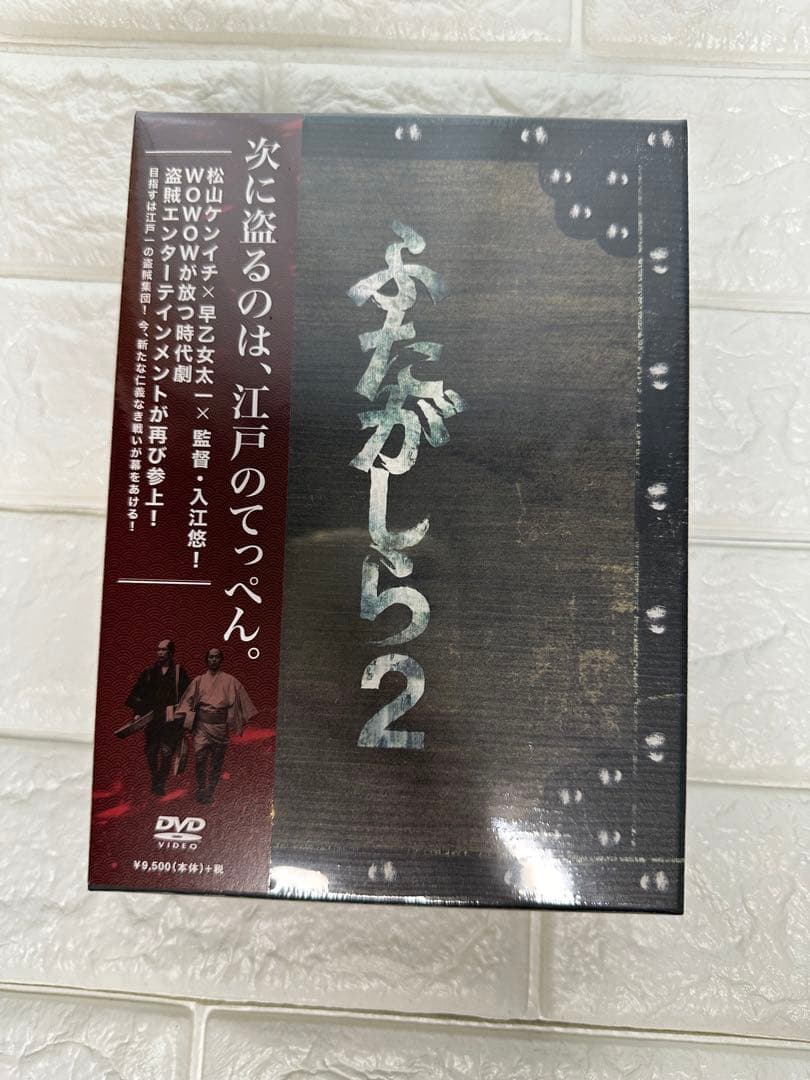 次に盗るのは、江戸のてっぺん。
松山ケンイチ×早乙女太一× 監督・入江悠！
WOWOWが放つ時代劇
盗賊エンターテインメントが再び参上！
目指すは江戸一の盗賊集団！ 今、新たな仁義なき戦いが幕をあける！
ふたがしら2
DVD
VIDEO
¥9,500(本体)+税